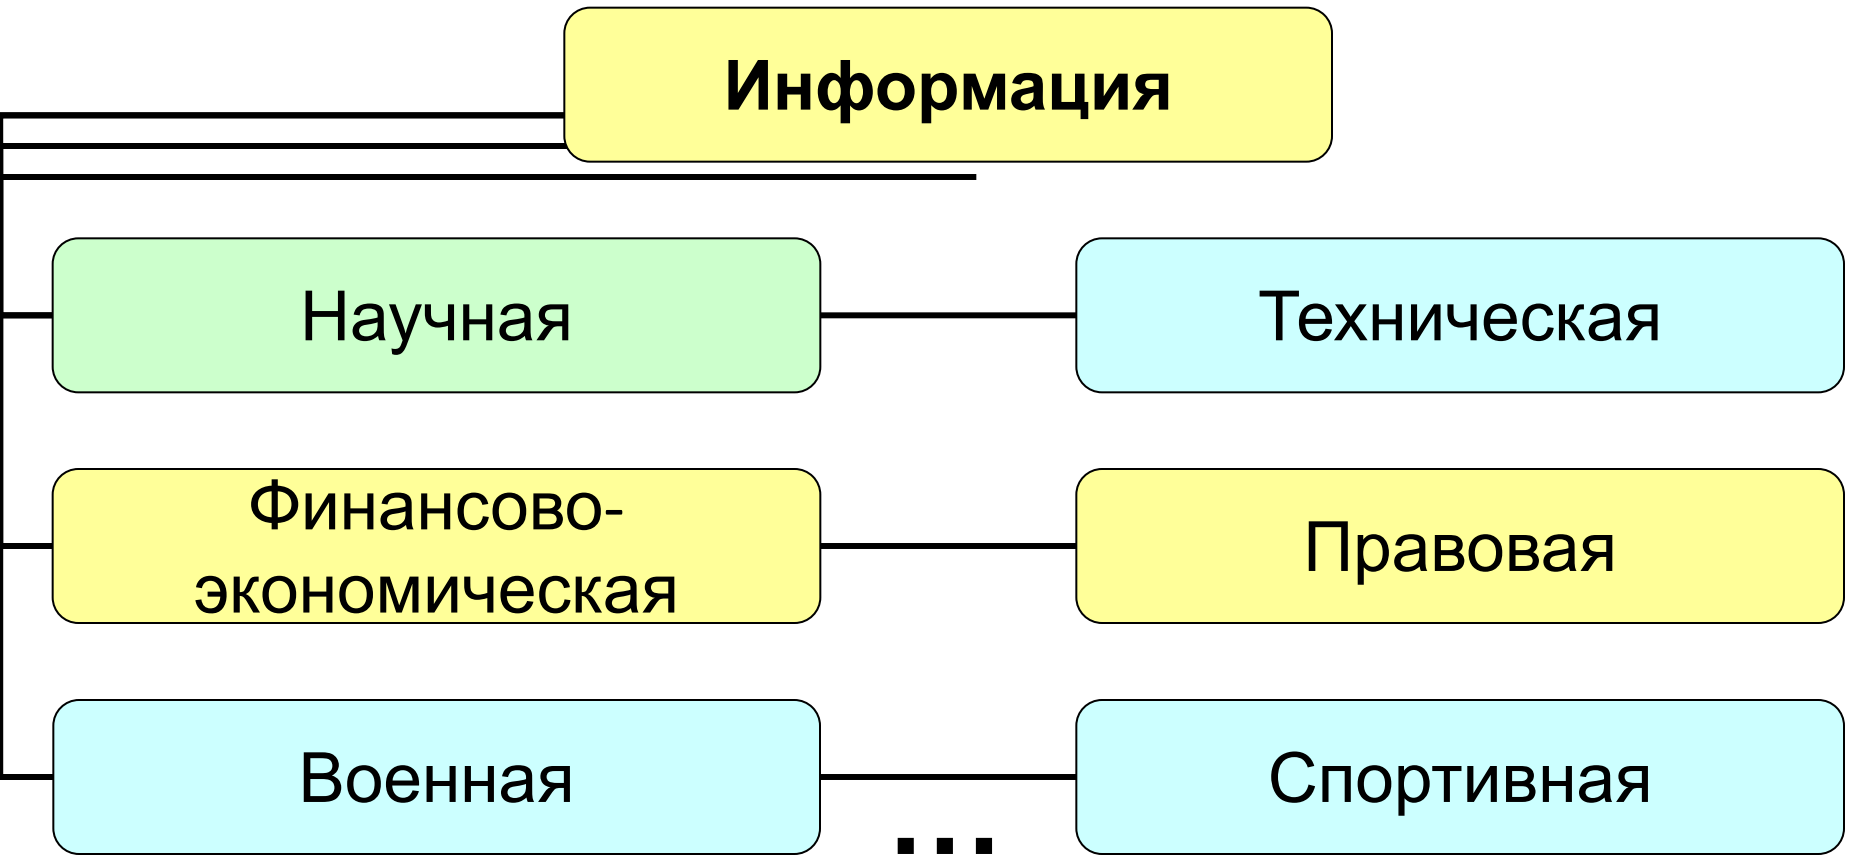 Информация
Научная
Техническая
Финансово-
экономическая
Правовая
Военная
Спортивная
...